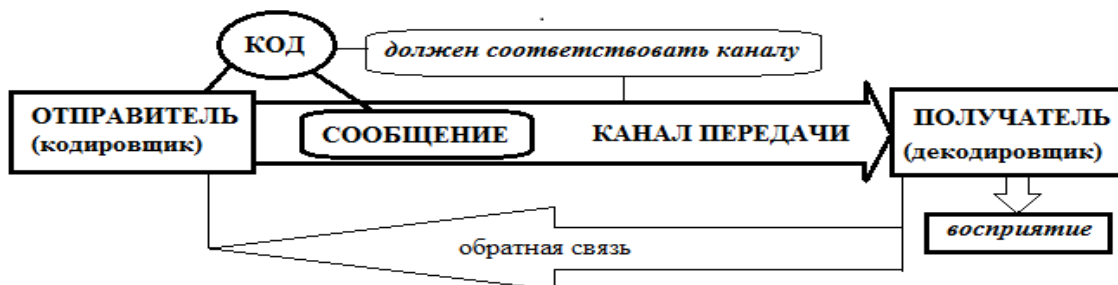 КОД
должен соответствовать каналу
ОТПРАВИТЕЛЬ
(кодировщик)
СООБЩЕНИЕ
КАНАЛ ПЕРЕДАЧИ
ПОЛУЧАТЕЛЬ
(декодировщик)
восприятие
обратная связь